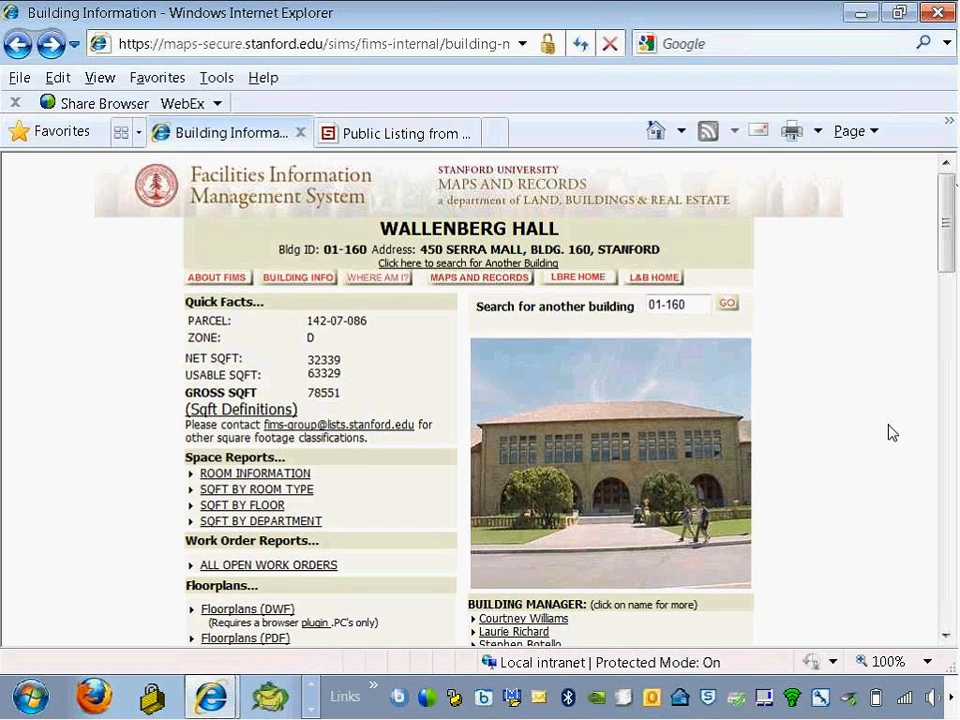 Building Information - Windows Internet Explorer
https://maps-secure.stanford.edu/sims/fims-internal/building-n
Google
File Edit View Favorites Tools Help
x Share Browser WebEx
Favorites
Building Informa... x
Public Listing from ...
Page
Facilities Information
Management System
STANFORD UNIVERSITY
MAPS AND RECORDS
a department of LAND, BUILDINGS & REAL ESTATE
WALLENBERG HALL
Bldg ID: 01-160 Address: 450 SERRA MALL, BLDG. 160, STANFORD
Click here to search for Another Building
ABOUT FIMS BUILDING INFO WHERE AM I? MAPS AND RECORDS LBRE HOME L&B HOME
Quick Facts...
PARCEL: 142-07-086
ZONE: D
NET SQFT: 32339
USABLE SQFT: 63329
GROSS SQFT 78551
(Sqft Definitions)
Please contact fims-group@lists.stanford.edu for
other square footage classifications.
Space Reports...
ROOM INFORMATION
SQFT BY ROOM TYPE
SQFT BY FLOOR
SQFT BY DEPARTMENT
Work Order Reports...
ALL OPEN WORK ORDERS
Floorplans...
Floorplans (DWF)
(Requires a browser plugin .PC's only)
Floorplans (PDF)
Search for another building 01-160 GO
BUILDING MANAGER: (click on name for more)
Courtney Williams
Laurie Richard
Stephen Botello
Local intranet | Protected Mode: On
100%
Links